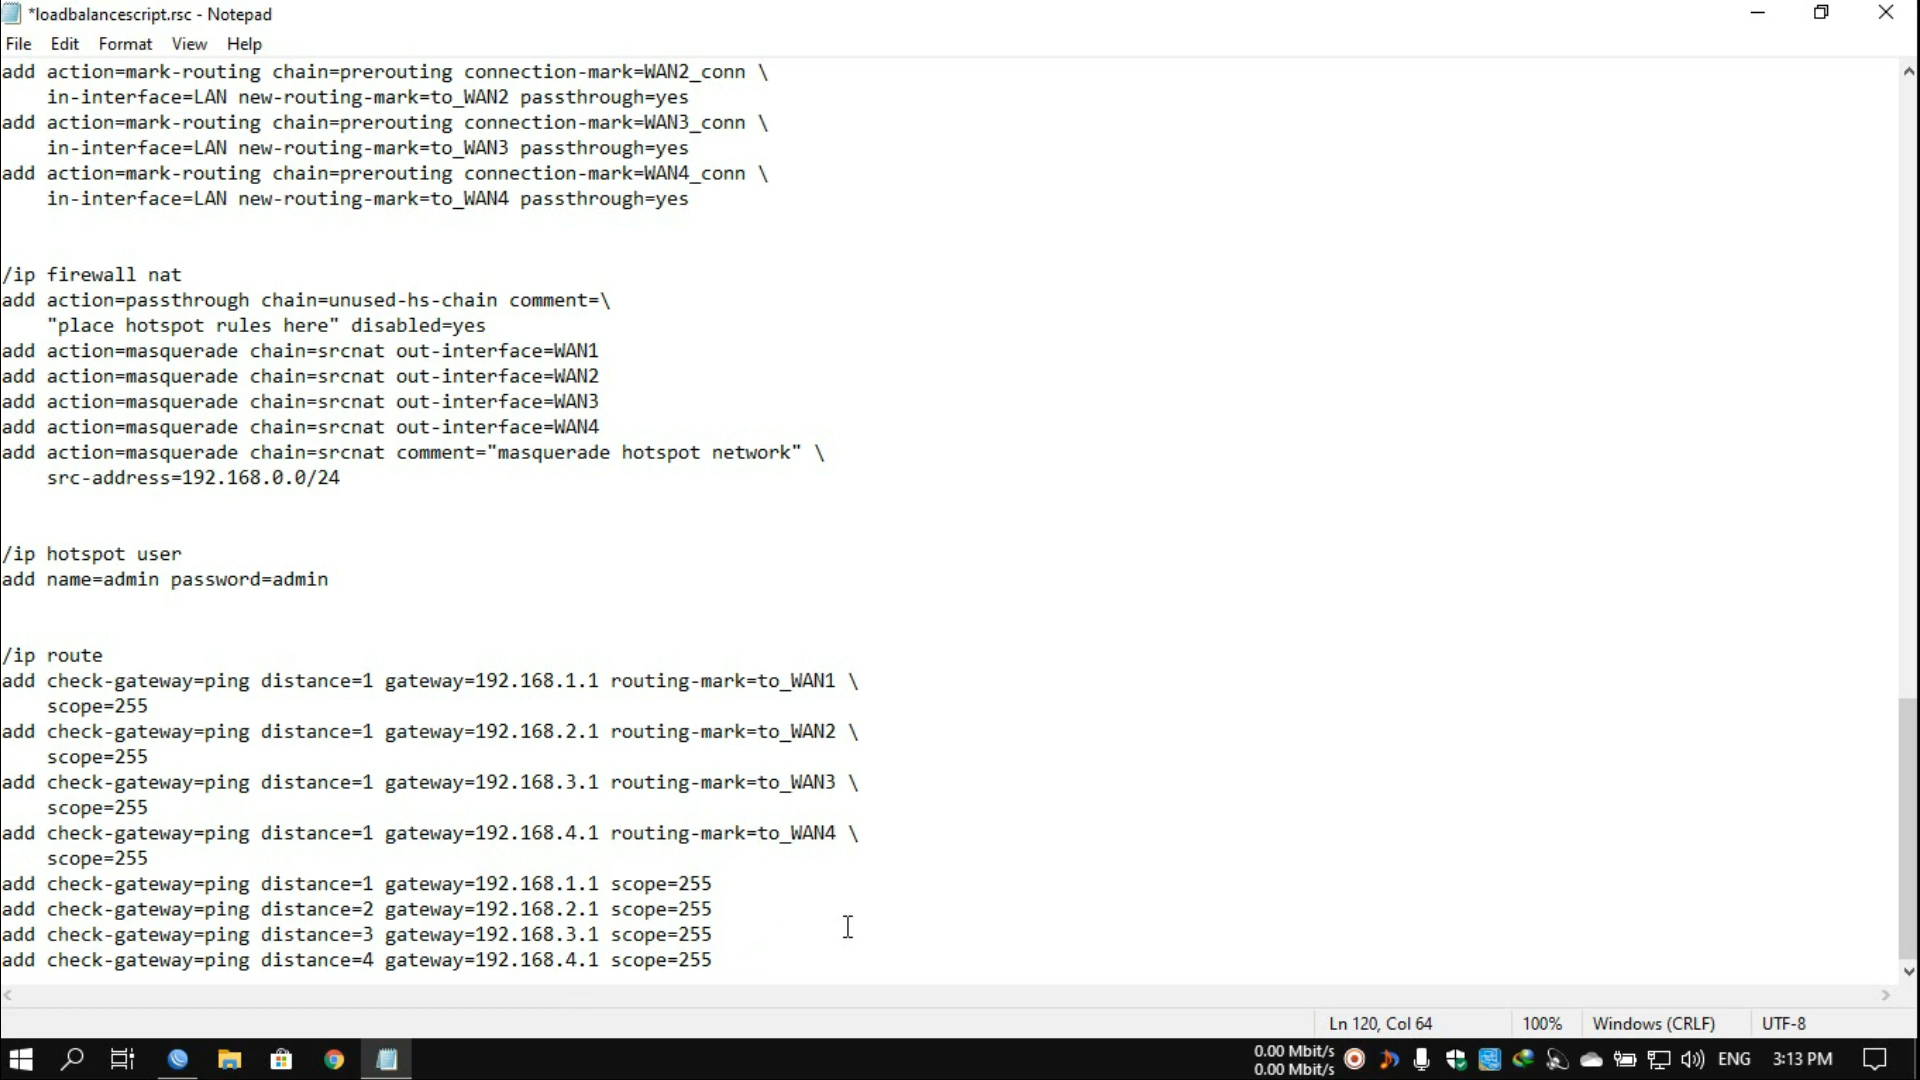 *loadbalancescript.rsc - Notepad
File Edit Format View Help
add action=mark-routing chain=prerouting connection-mark=WAN2_conn \
    in-interface=LAN new-routing-mark=to_WAN2 passthrough=yes
add action=mark-routing chain=prerouting connection-mark=WAN3_conn \
    in-interface=LAN new-routing-mark=to_WAN3 passthrough=yes
add action=mark-routing chain=prerouting connection-mark=WAN4_conn \
    in-interface=LAN new-routing-mark=to_WAN4 passthrough=yes
/ip firewall nat
add action=passthrough chain=unused-hs-chain comment=\
    "place hotspot rules here" disabled=yes
add action=masquerade chain=srcnat out-interface=WAN1
add action=masquerade chain=srcnat out-interface=WAN2
add action=masquerade chain=srcnat out-interface=WAN3
add action=masquerade chain=srcnat out-interface=WAN4
add action=masquerade chain=srcnat comment="masquerade hotspot network" \
    src-address=192.168.0.0/24
/ip hotspot user
add name=admin password=admin
/ip route
add check-gateway=ping distance=1 gateway=192.168.1.1 routing-mark=to_WAN1 \
    scope=255
add check-gateway=ping distance=1 gateway=192.168.2.1 routing-mark=to_WAN2 \
    scope=255
add check-gateway=ping distance=1 gateway=192.168.3.1 routing-mark=to_WAN3 \
    scope=255
add check-gateway=ping distance=1 gateway=192.168.4.1 routing-mark=to_WAN4 \
    scope=255
add check-gateway=ping distance=1 gateway=192.168.1.1 scope=255
add check-gateway=ping distance=2 gateway=192.168.2.1 scope=255
add check-gateway=ping distance=3 gateway=192.168.3.1 scope=255
add check-gateway=ping distance=4 gateway=192.168.4.1 scope=255
Ln 120, Col 64 100% Windows (CRLF) UTF-8
0.00 Mbit/s
0.00 Mbit/s
ENG 3:13 PM